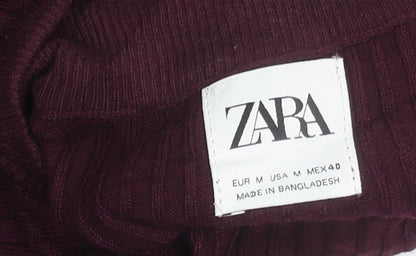 ZARA
EUR M USA M MEX 40
MADE IN BANGLADESH